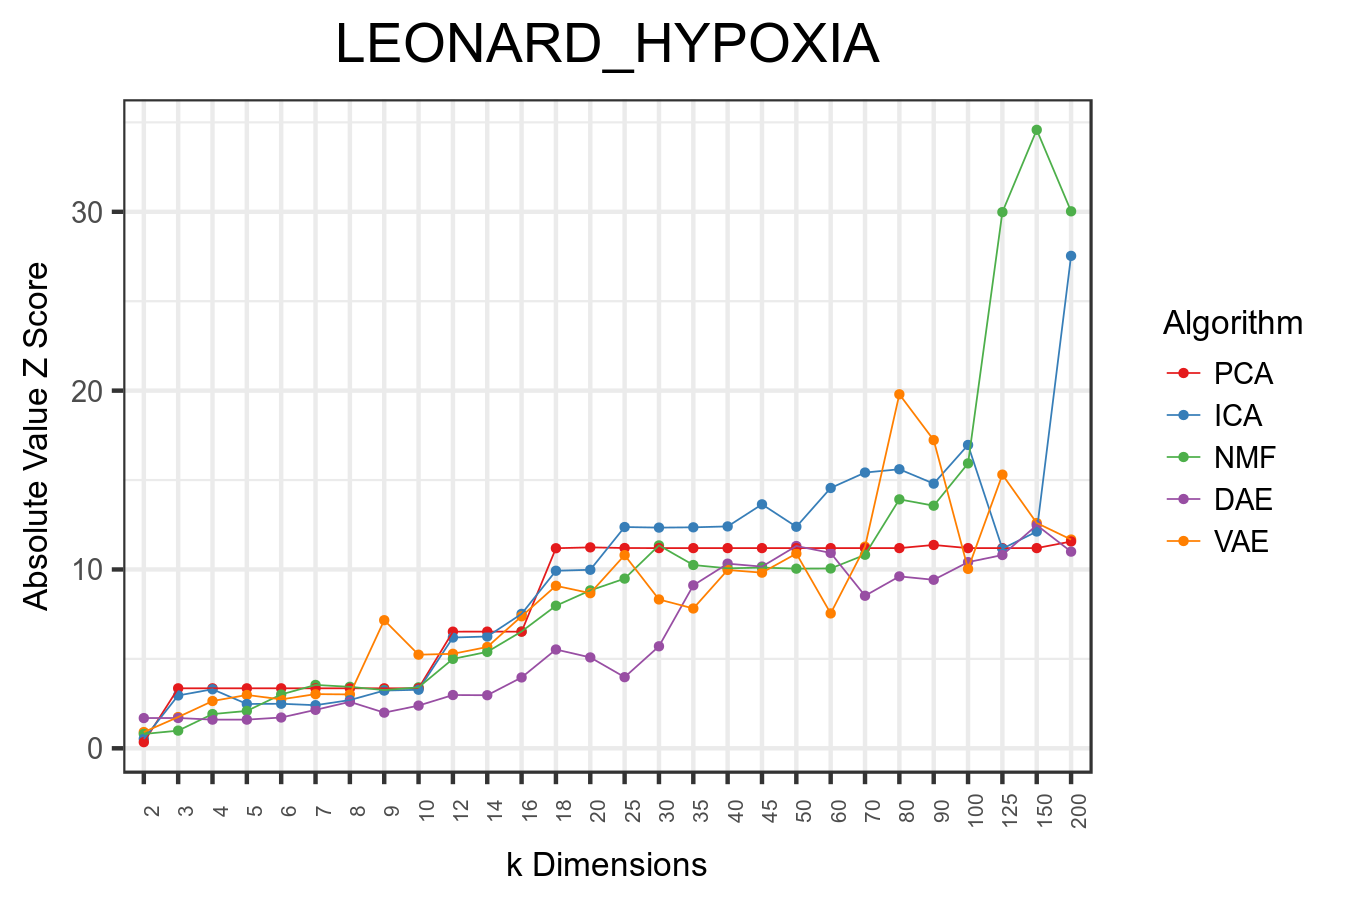 LEONARD_HYPOXIA
Absolute Value Z Score
30
20
10
0
2 3 4 5 6 7 8 9 10 12 14 16 18 20 25 30 35 40 45 50 60 70 80 90 100 125 150 200
k Dimensions
Algorithm
PCA
ICA
NMF
DAE
VAE